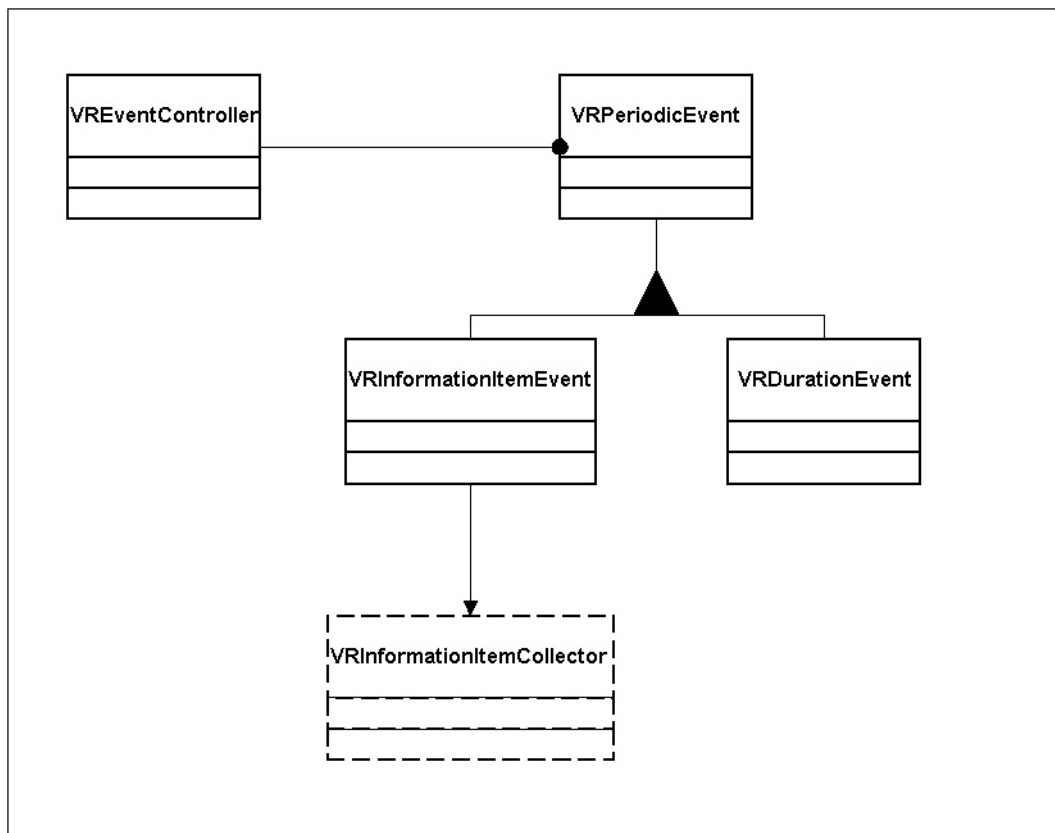 VREventController
VRPeriodicEvent
VRInformationItemEvent
VRDurationEvent
VRInformationItemCollector